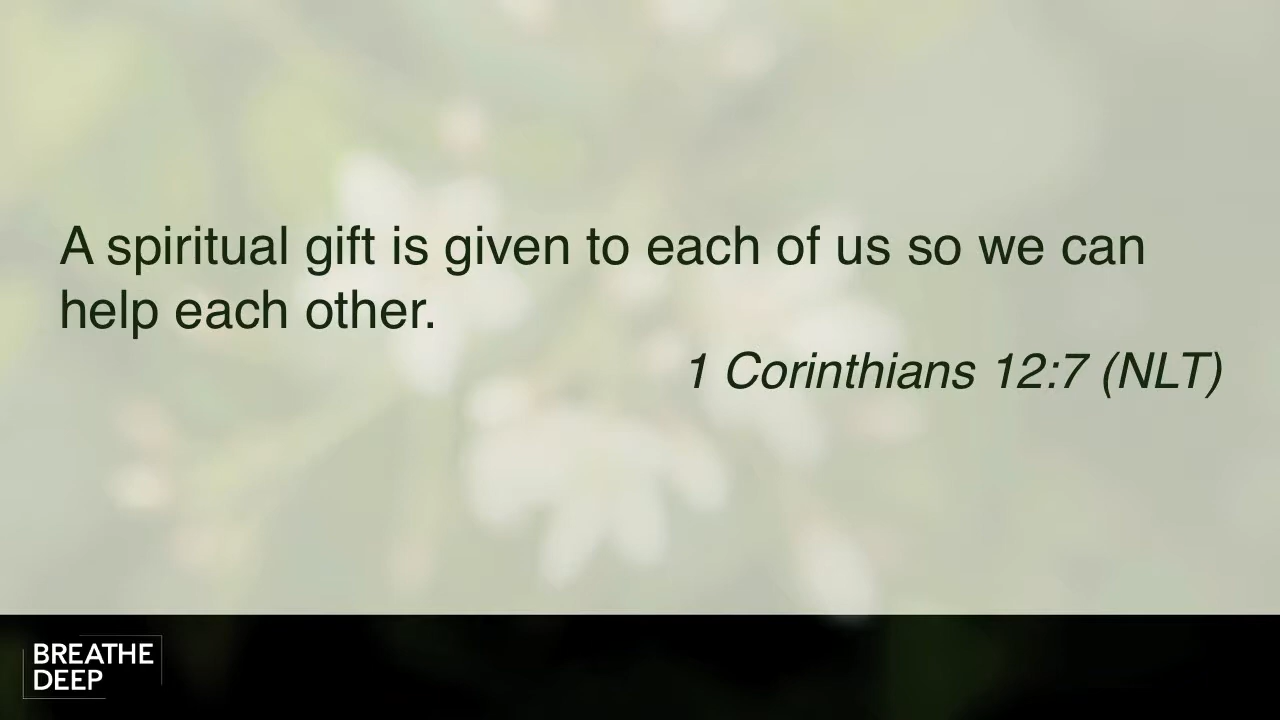 A spiritual gift is given to each of us so we can
help each other.
1 Corinthians 12:7 (NLT)
BREATHE
DEEP